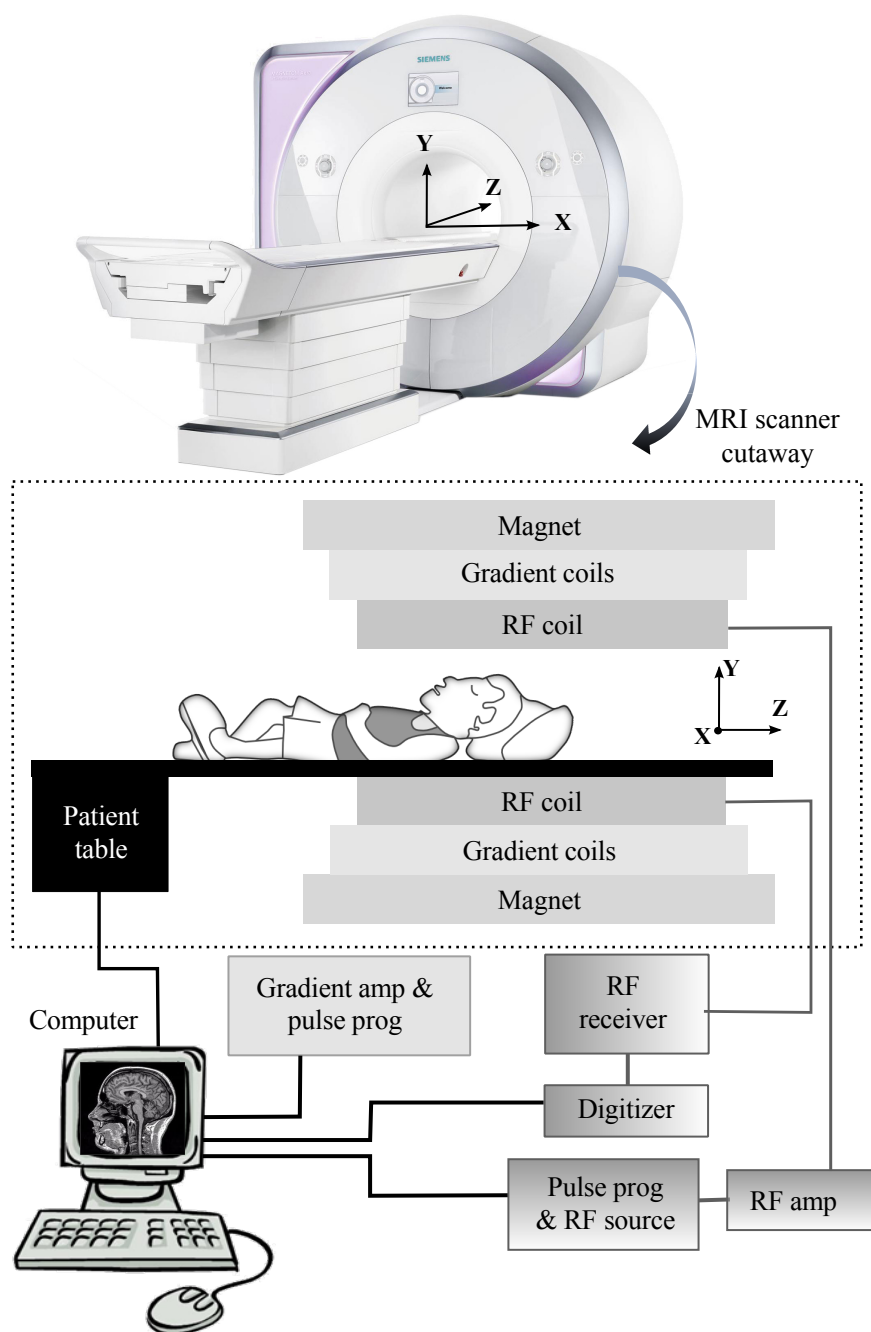 SIEMENS
Y
Z
X
MRI scanner
cutaway
Magnet
Gradient coils
RF coil
Y
Z
X
RF coil
Patient
table
Gradient coils
Magnet
Gradient amp &
pulse prog
RF
receiver
Computer
Digitizer
Pulse prog
& RF source
RF amp